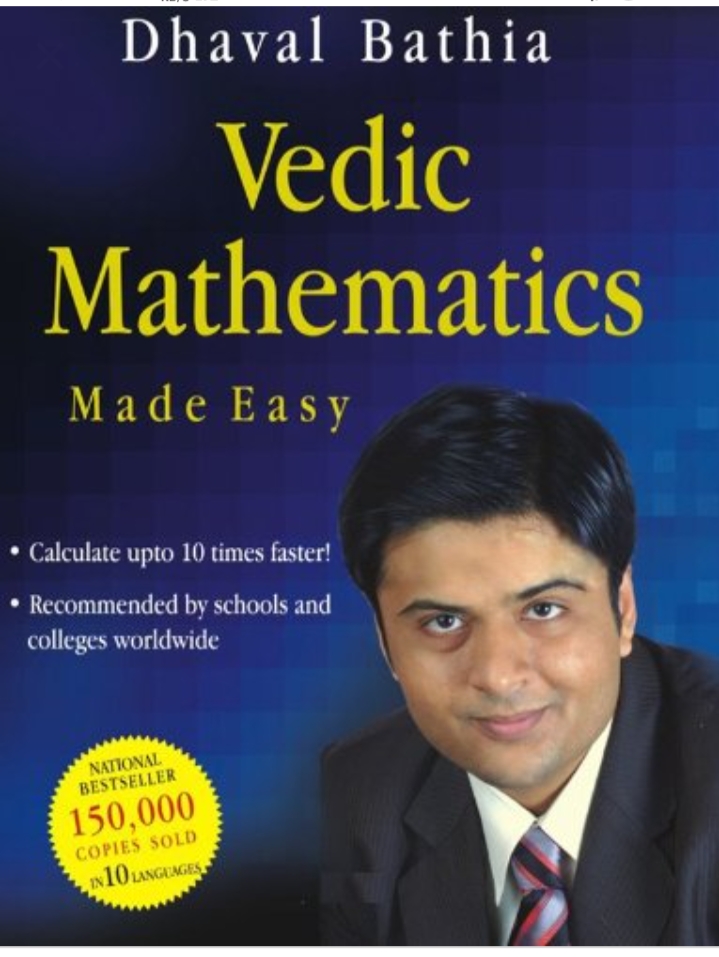 Dhaval Bathia
Vedic
Mathematics
Made Easy
• Calculate upto 10 times faster!
• Recommended by schools and
colleges worldwide
NATIONAL
BESTSELLER
150,000
COPIES SOLD
IN 10 LANGUAGES